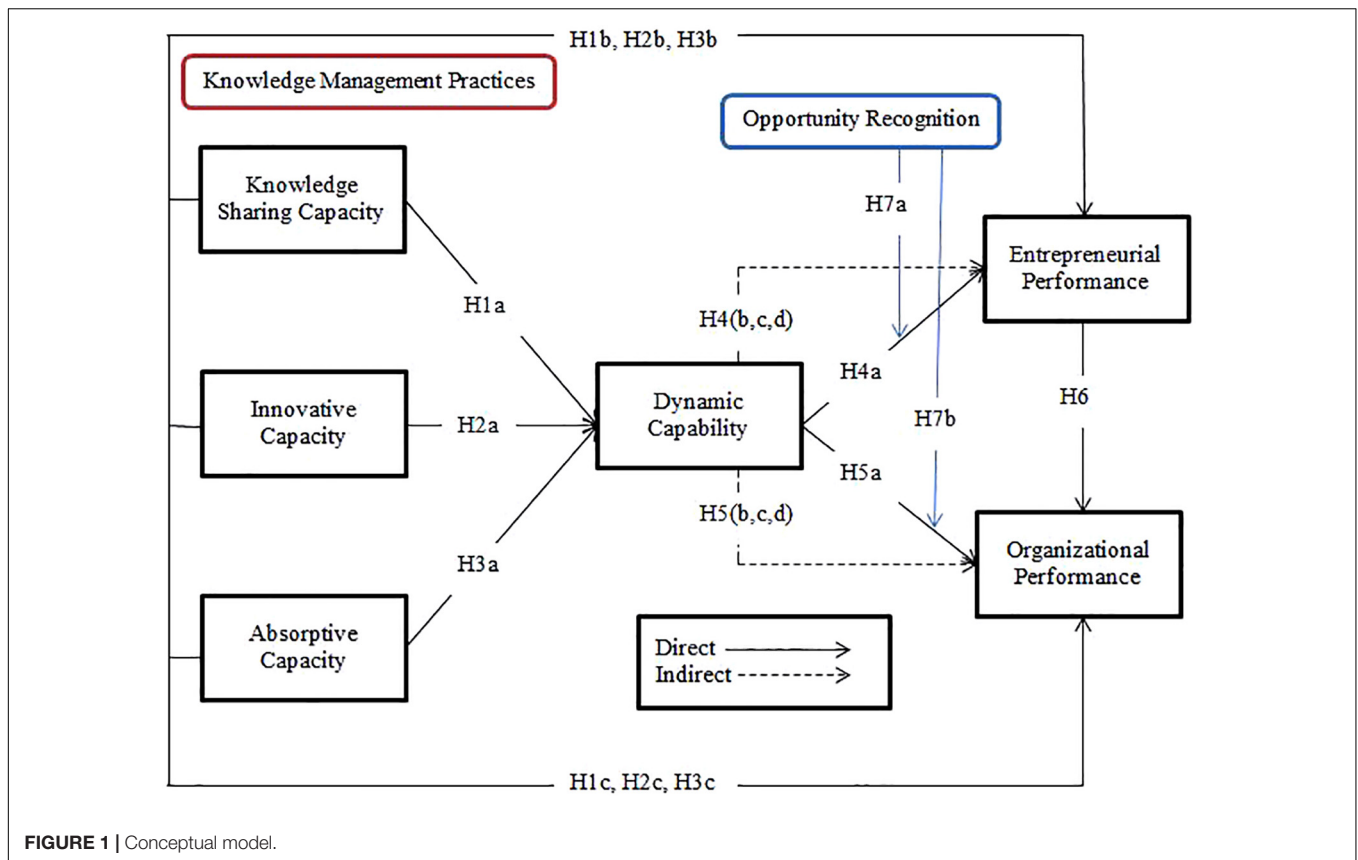 H1b, H2b, H3b
Knowledge Management Practices
Opportunity Recognition
Knowledge
Sharing Capacity
H7a
Entrepreneurial
Performance
H1a
H4(b,c,d)
H4a
Innovative
Capacity
H2a
Dynamic
Capability
H7b
H6
H5a
H5(b,c,d)
H3a
Organizational
Performance
Absorptive
Capacity
Direct
Indirect
H1c, H2c, H3c
FIGURE 1 | Conceptual model.